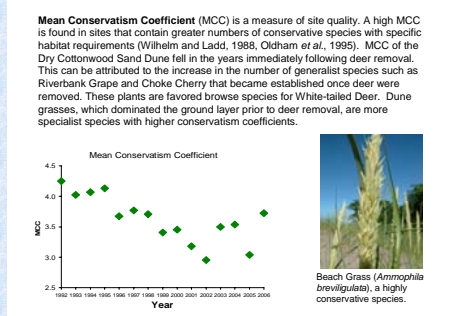 Mean Conservatism Coefficient (MCC) is a measure of site quality. A high MCC
is found in sites that contain greater numbers of conservative species with specific
habitat requirements (Wilhelm and Ladd, 1988, Oldham et al., 1995). MCC of the
Dry Cottonwood Sand Dune fell in the years immediately following deer removal.
This can be attributed to the increase in the number of generalist species such as
Riverbank Grape and Choke Cherry that became established once deer were
removed. These plants are favored browse species for White-tailed Deer. Dune
grasses, which dominated the ground layer prior to deer removal, are more
specialist species with higher conservatism coefficients.
Mean Conservatism Coefficient
4.5
4.0
3.5
3.0
2.5
MCC
1992 1993 1994 1995 1996 1997 1998 1999 2000 2001 2002 2003 2004 2005 2006
Year
Beach Grass (Ammophila
breviligulata), a highly
conservative species.